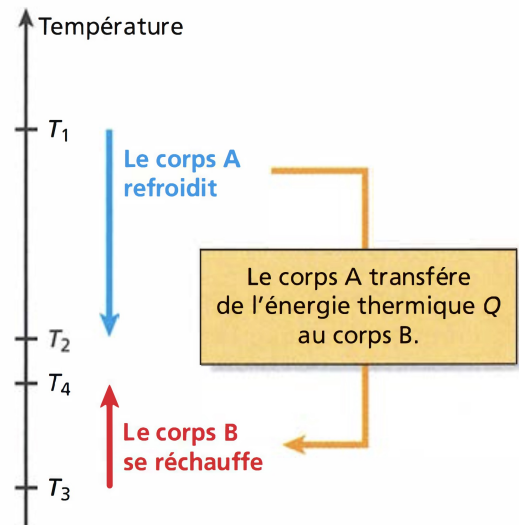 Température
T1
Le corps A
refroidit
Le corps A transfére
de l'énergie thermique Q
au corps B.
T2
T4
Le corps B
se réchauffe
T3